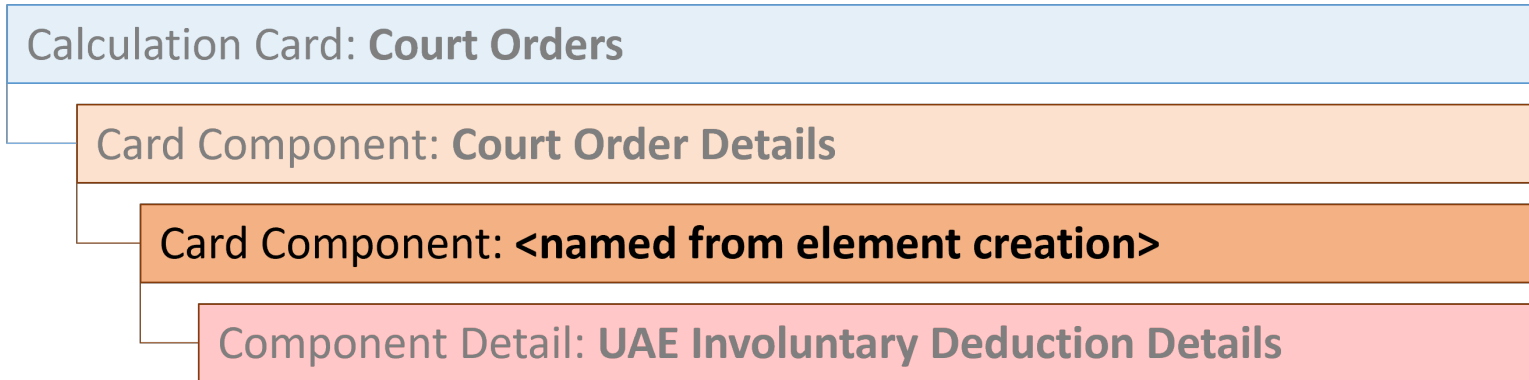 Calculation Card: Court Orders
Card Component: Court Order Details
Card Component: <named from element creation>
Component Detail: UAE Involuntary Deduction Details